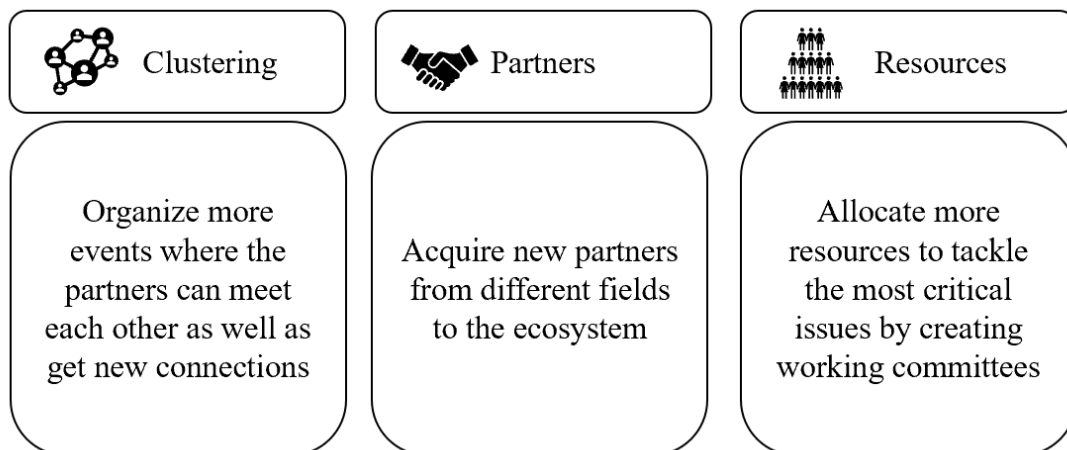 Clustering
Partners
Resources
Organize more
events where the
partners can meet
each other as well as
get new connections
Acquire new partners
from different fields
to the ecosystem
Allocate more
resources to tackle
the most critical
issues by creating
working committees